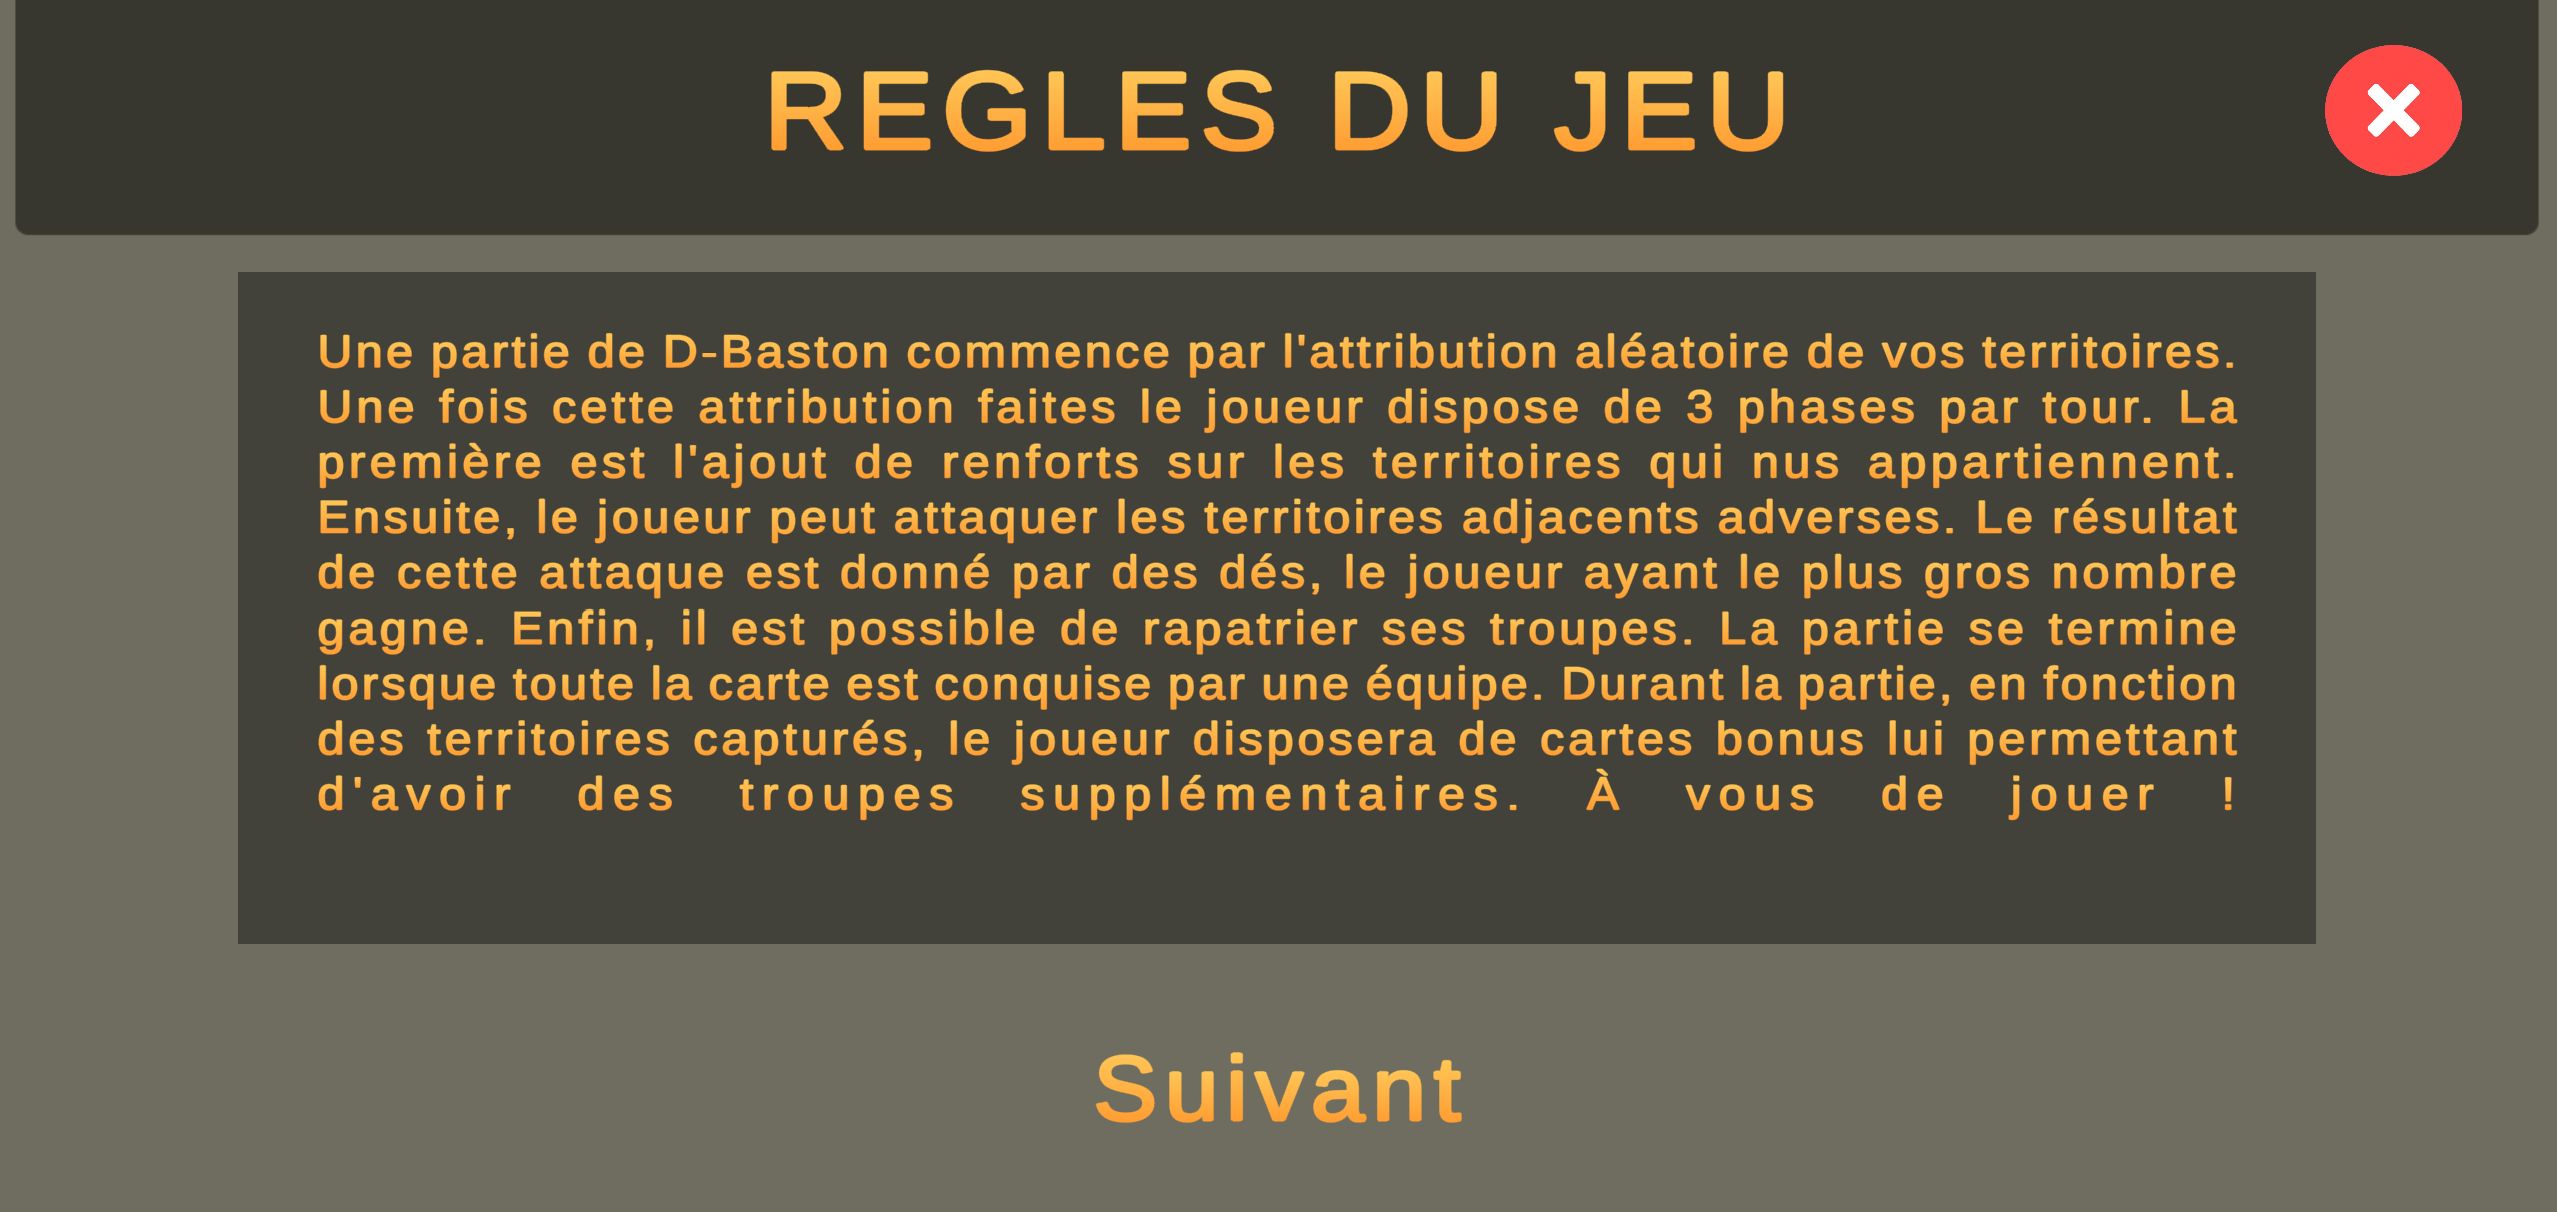 REGLES DU JEU
Une partie de D-Baston commence par l'attribution aléatoire de vos territoires.
Une fois cette attribution faites le joueur dispose de 3 phases par tour. La
première est l'ajout de renforts sur les territoires qui nus appartiennent.
Ensuite, le joueur peut attaquer les territoires adjacents adverses. Le résultat
de cette attaque est donné par des dés, le joueur ayant le plus gros nombre
gagne. Enfin, il est possible de rapatrier ses troupes. La partie se termine
lorsque toute la carte est conquise par une équipe. Durant la partie, en fonction
des territoires capturés, le joueur disposera de cartes bonus lui permettant
d'avoir des troupes supplémentaires. À vous de jouer !
Suivant